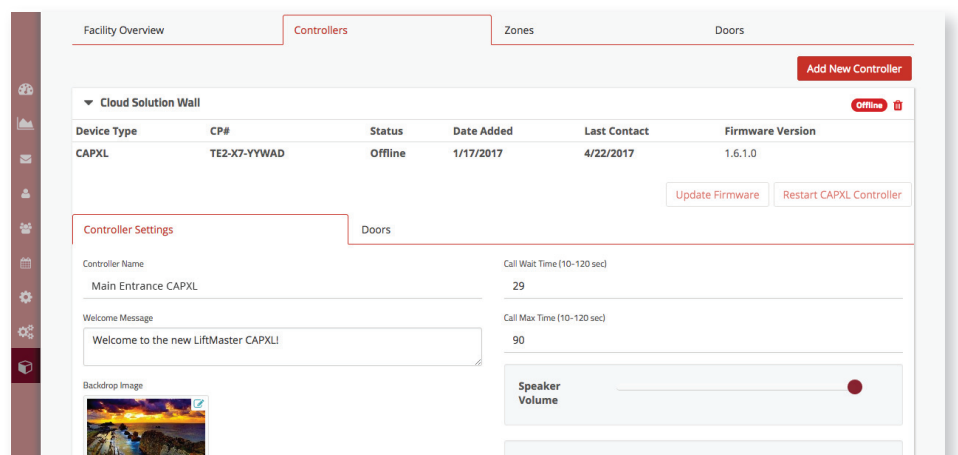 Facility Overview Controllers Zones Doors
Add New Controller
Cloud Solution Wall Offline
Device Type CP# Status Date Added Last Contact Firmware Version
CAPXL TE2-X7-YYWAD Offline 1/17/2017 4/22/2017 1.6.1.0
Update Firmware Restart CAPXL Controller
Controller Settings Doors
Controller Name
Main Entrance CAPXL
Welcome Message
Welcome to the new LiftMaster CAPXL!
Backdrop Image
Call Wait Time (10-120 sec)
29
Call Max Time (10-120 sec)
90
Speaker
Volume